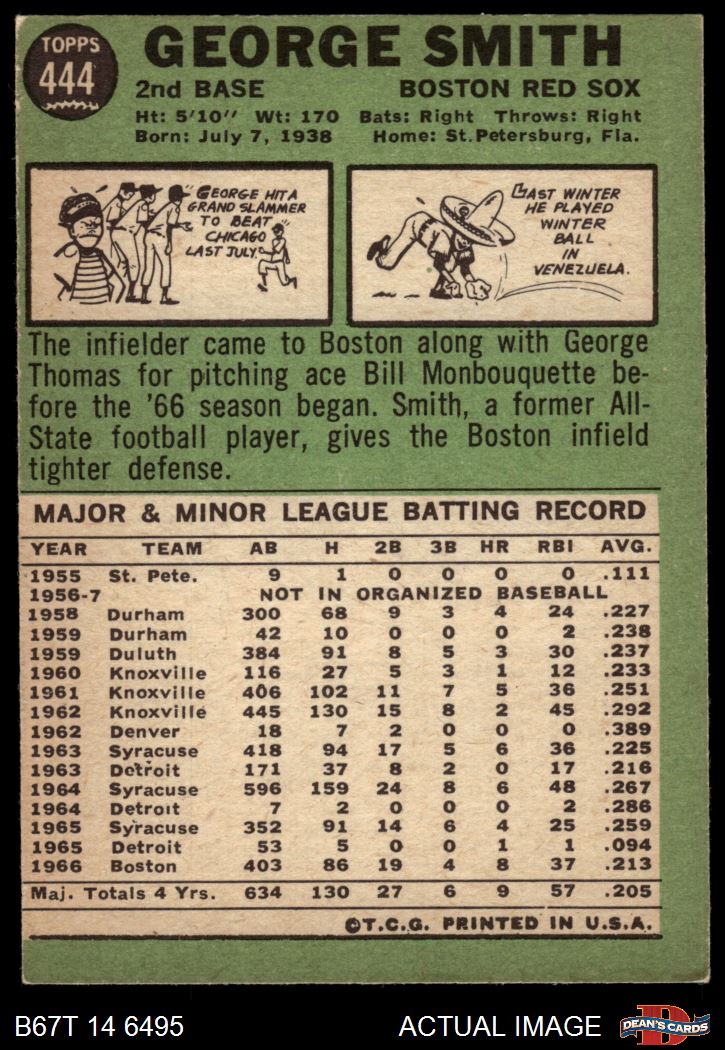 TOPPS
444
GEORGE SMITH
2nd BASE BOSTON RED SOX
Ht: 5'10" Wt: 170 Bats: Right Throws: Right
Born: July 7, 1938 Home: St. Petersburg, Fla.
GEORGE HIT A
GRAND SLAMMER
TO BEAT
CHICAGO
LAST JULY.
LAST WINTER
HE PLAYED
WINTER
BALL
IN
VENEZUELA.
The infielder came to Boston along with George
Thomas for pitching ace Bill Monbouquette be-
fore the '66 season began. Smith, a former All-
State football player, gives the Boston infield
tighter defense.
MAJOR & MINOR LEAGUE BATTING RECORD
YEAR TEAM AB H 2B 3B HR RBI AVG.
1955 St. Pete. 9 1 0 0 0 0 .111
1956-7 NOT IN ORGANIZED BASEBALL
1958 Durham 300 68 9 3 4 24 .227
1959 Durham 42 10 0 0 0 2 .238
1959 Duluth 384 91 8 5 3 30 .237
1960 Knoxville 116 27 5 3 1 12 .233
1961 Knoxville 406 102 11 7 5 36 .251
1962 Knoxville 445 130 15 8 2 45 .292
1962 Denver 18 7 2 0 0 0 .389
1963 Syracuse 418 94 17 5 6 36 .225
1963 Detroit 171 37 8 2 0 17 .216
1964 Syracuse 596 159 24 8 6 48 .267
1964 Detroit 7 2 0 0 0 2 .286
1965 Syracuse 352 91 14 6 4 25 .259
1965 Detroit 53 5 0 0 1 1 .094
1966 Boston 403 86 19 4 8 37 .213
Maj. Totals 4 Yrs. 634 130 27 6 9 57 .205
©T.C.G. PRINTED IN U.S.A.
B67T 14 6495 ACTUAL IMAGE D DEAN'S CARDS